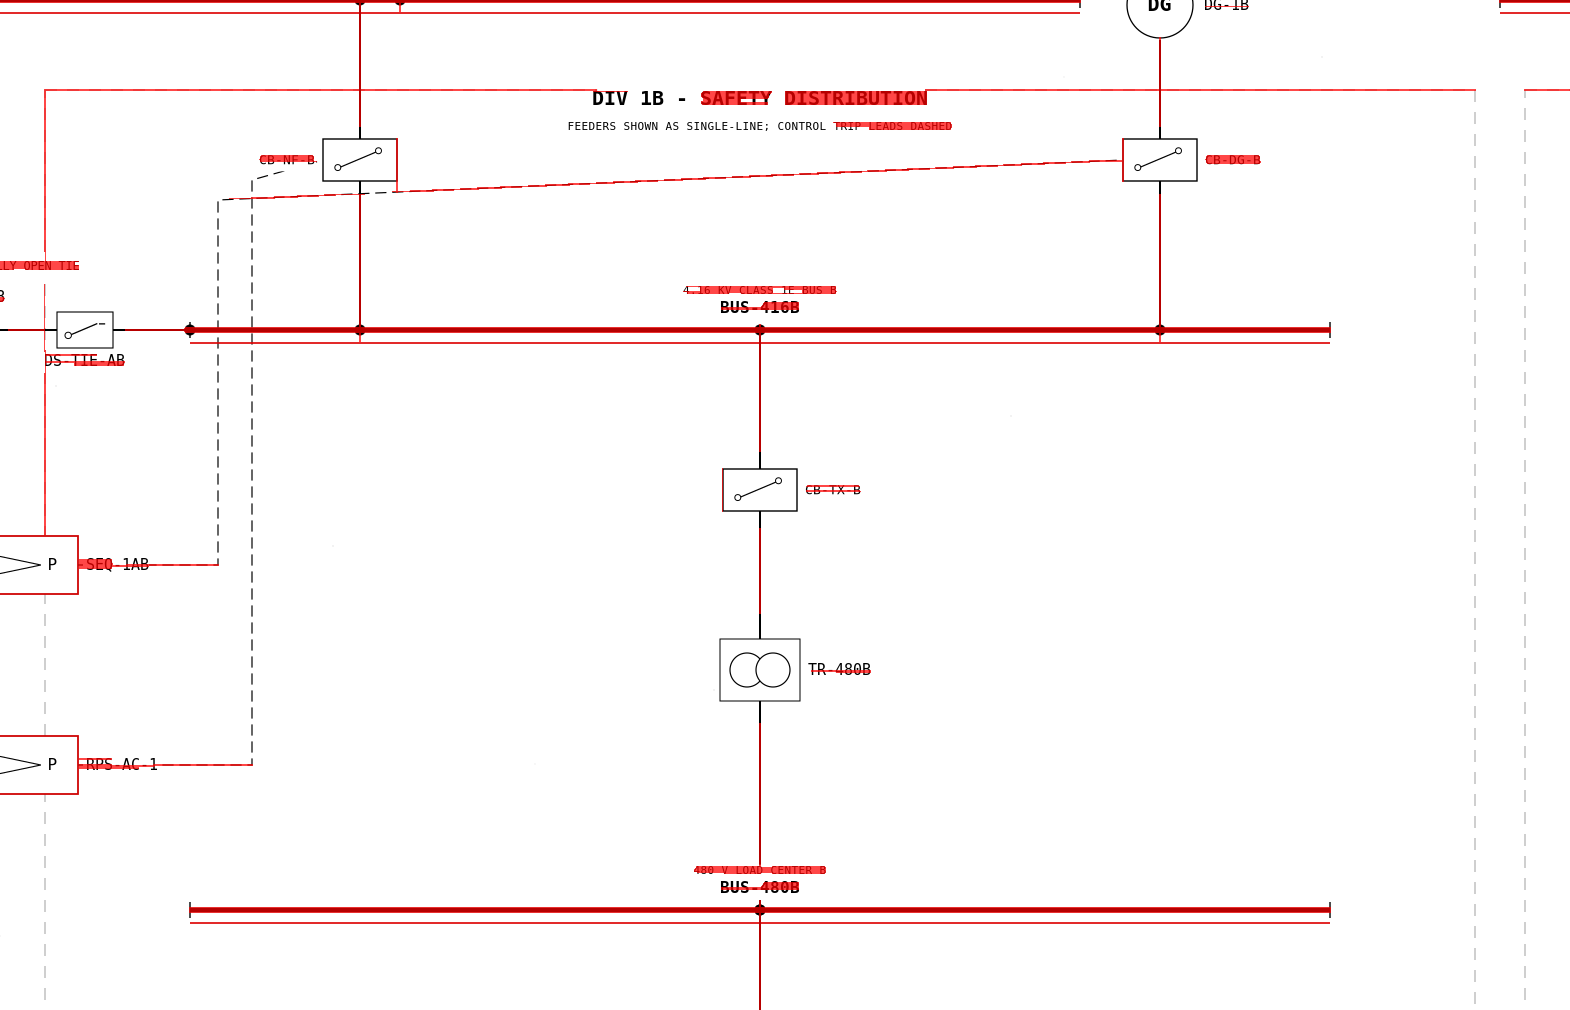 DG
DG-1B
DIV 1B - SAFETY DISTRIBUTION
FEEDERS SHOWN AS SINGLE-LINE; CONTROL TRIP LEADS DASHED
CB-NF-B
CB-DG-B
LLY OPEN TIE
4.16 KV CLASS 1E BUS B
B
BUS-416B
DS-TIE-AB
CB-TX-B
P
SEQ-1AB
TR-480B
P
RPS-AC-1
480 V LOAD CENTER B
BUS-480B